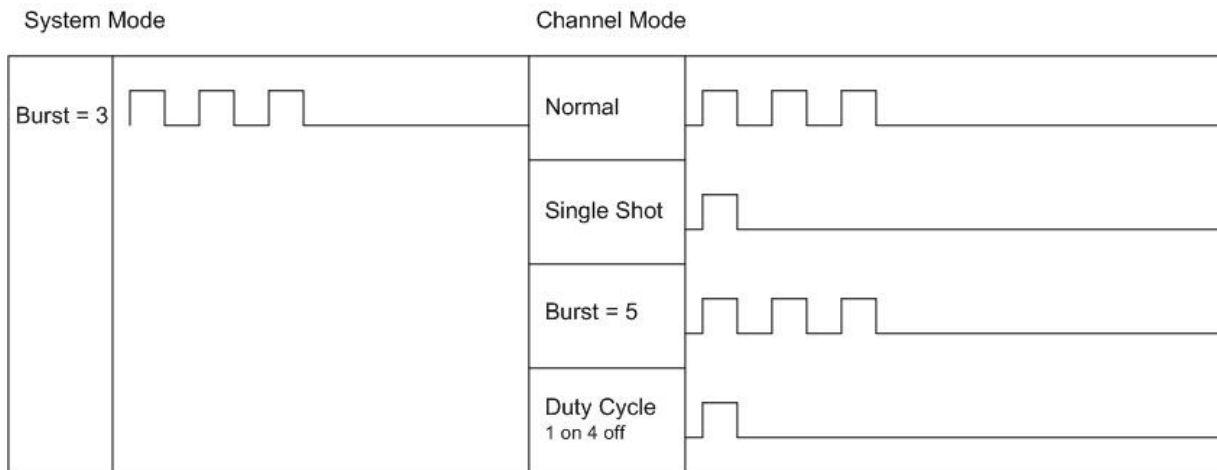 System Mode
Channel Mode
Burst = 3
Normal
Single Shot
Burst = 5
Duty Cycle
1 on 4 off